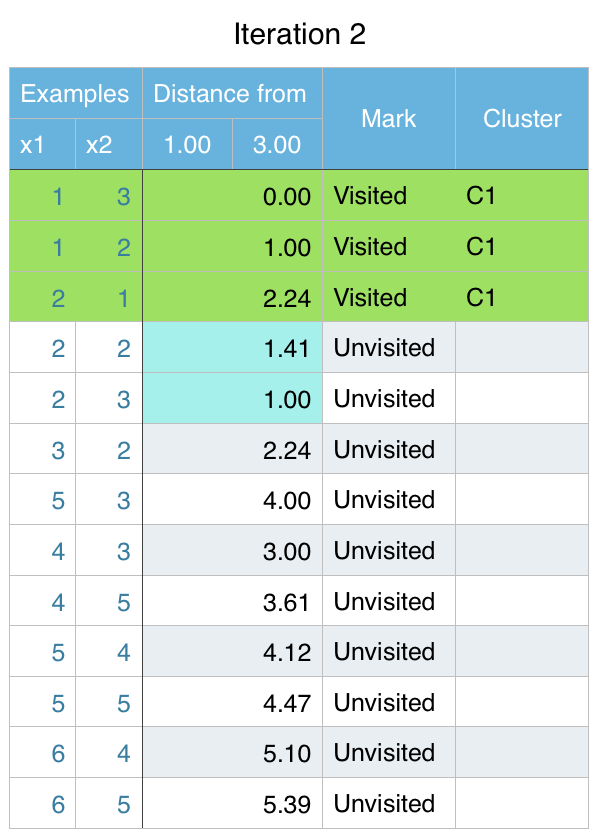 Iteration 2
Examples Distance from Mark Cluster
x1 x2 1.00 3.00
1 3 0.00 Visited C1
1 2 1.00 Visited C1
2 1 2.24 Visited C1
2 2 1.41 Unvisited
2 3 1.00 Unvisited
3 2 2.24 Unvisited
5 3 4.00 Unvisited
4 3 3.00 Unvisited
4 5 3.61 Unvisited
5 4 4.12 Unvisited
5 5 4.47 Unvisited
6 4 5.10 Unvisited
6 5 5.39 Unvisited